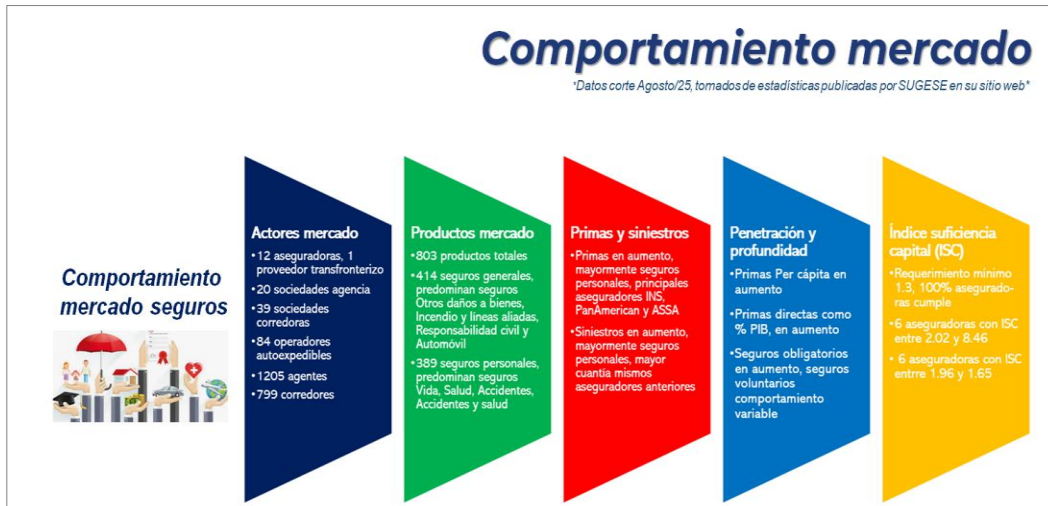 Comportamiento mercado
*Datos corte Agosto/25, tomados de estadísticas publicadas por SUGESE en su sitio web*
Comportamiento
mercado seguros
Actores mercado
•12 aseguradoras, 1
proveedor transfronterizo
•20 sociedades agencia
•39 sociedades
corredoras
•84 operadores
autoexpedibles
•1205 agentes
•799 corredores
Productos mercado
•803 productos totales
•414 seguros generales,
predominan seguros
Otros daños a bienes,
Incendio y líneas aliadas,
Responsabilidad civil y
Automóvil
•389 seguros personales,
predominan seguros
Vida, Salud, Accidentes,
Accidentes y salud
Primas y siniestros
•Primas en aumento,
mayormente seguros
personales, principales
aseguradores INS,
PanAmerican y ASSA
•Siniestros en aumento,
mayormente seguros
personales, mayor
cuantía mismos
aseguradores anteriores
Penetración y
profundidad
•Primas Per cápita en
aumento
•Primas directas como
% PIB, en aumento
•Seguros obligatorios
en aumento, seguros
voluntarios
comportamiento
variable
Índice suficiencia
capital (ISC)
•Requerimiento mínimo
1.3, 100% asegurado-
ras cumple
•6 aseguradoras con ISC
entre 2.02 y 8.46
• 6 aseguradoras con ISC
entrre 1.96 y 1.65